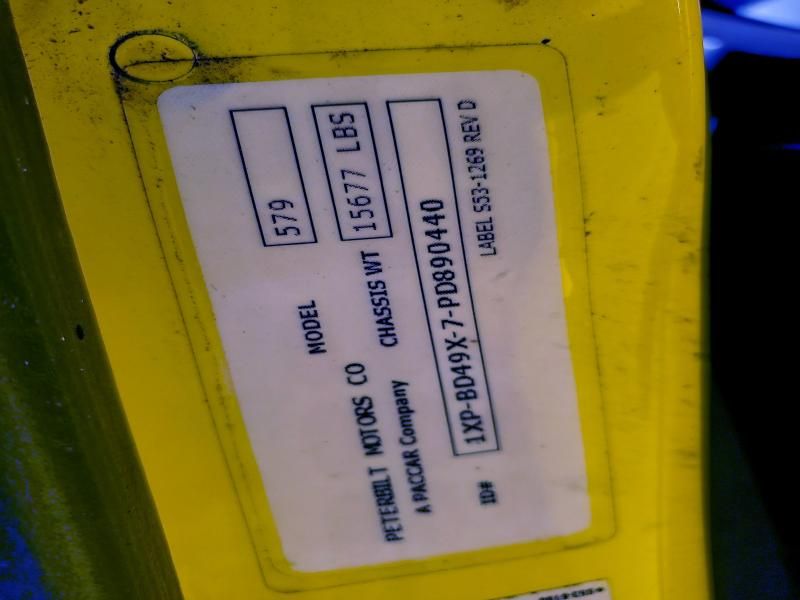 MODEL 579
PETERBILT MOTORS CO
A PACCAR Company
CHASSIS WT 15677 LBS
ID# 1XP-BD49X-7-PD890440
LABEL S53-1269 REV D